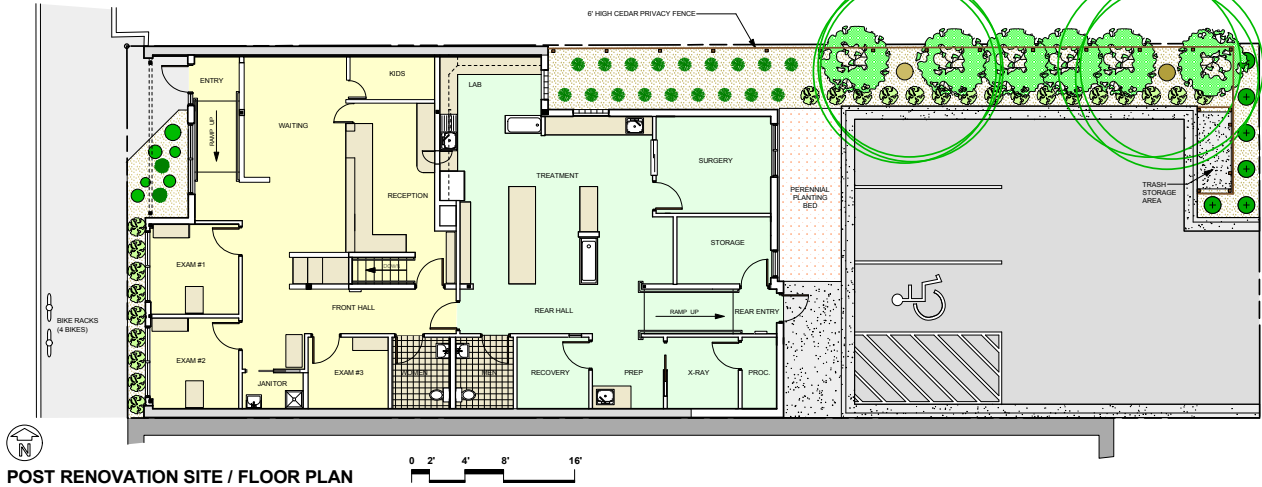 6' HIGH CEDAR PRIVACY FENCE
ENTRY
KIDS
LAB
WAITING
RAMP UP
TREATMENT
SURGERY
RECEPTION
PERENNIAL
PLANTING
BED
TRASH
STORAGE
AREA
STORAGE
EXAM #1
DOWN
FRONT HALL
REAR HALL
RAMP UP
REAR ENTRY
BIKE RACKS
(4 BIKES)
EXAM #2
JANITOR
EXAM #3
WOMEN
MEN
RECOVERY
PREP
X-RAY
PROC.
N
POST RENOVATION SITE / FLOOR PLAN
0 2' 4' 8' 16'